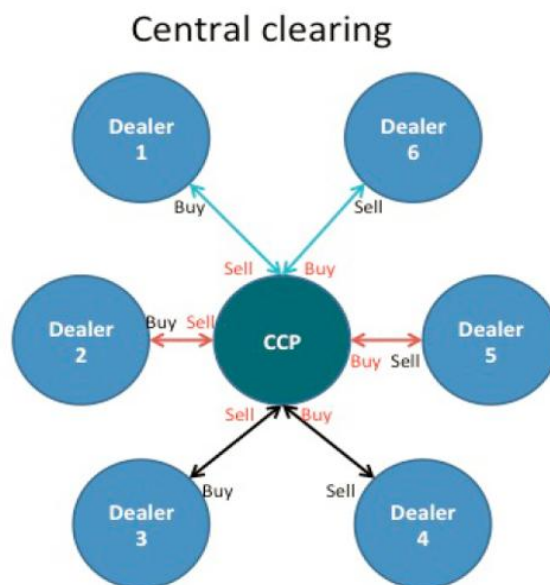 Central clearing
Dealer
1
Dealer
6
Buy
Sell
Sell
Buy
Dealer
2
Buy
Sell
CCP
Buy
Sell
Dealer
5
Sell
Buy
Buy
Sell
Dealer
3
Dealer
4